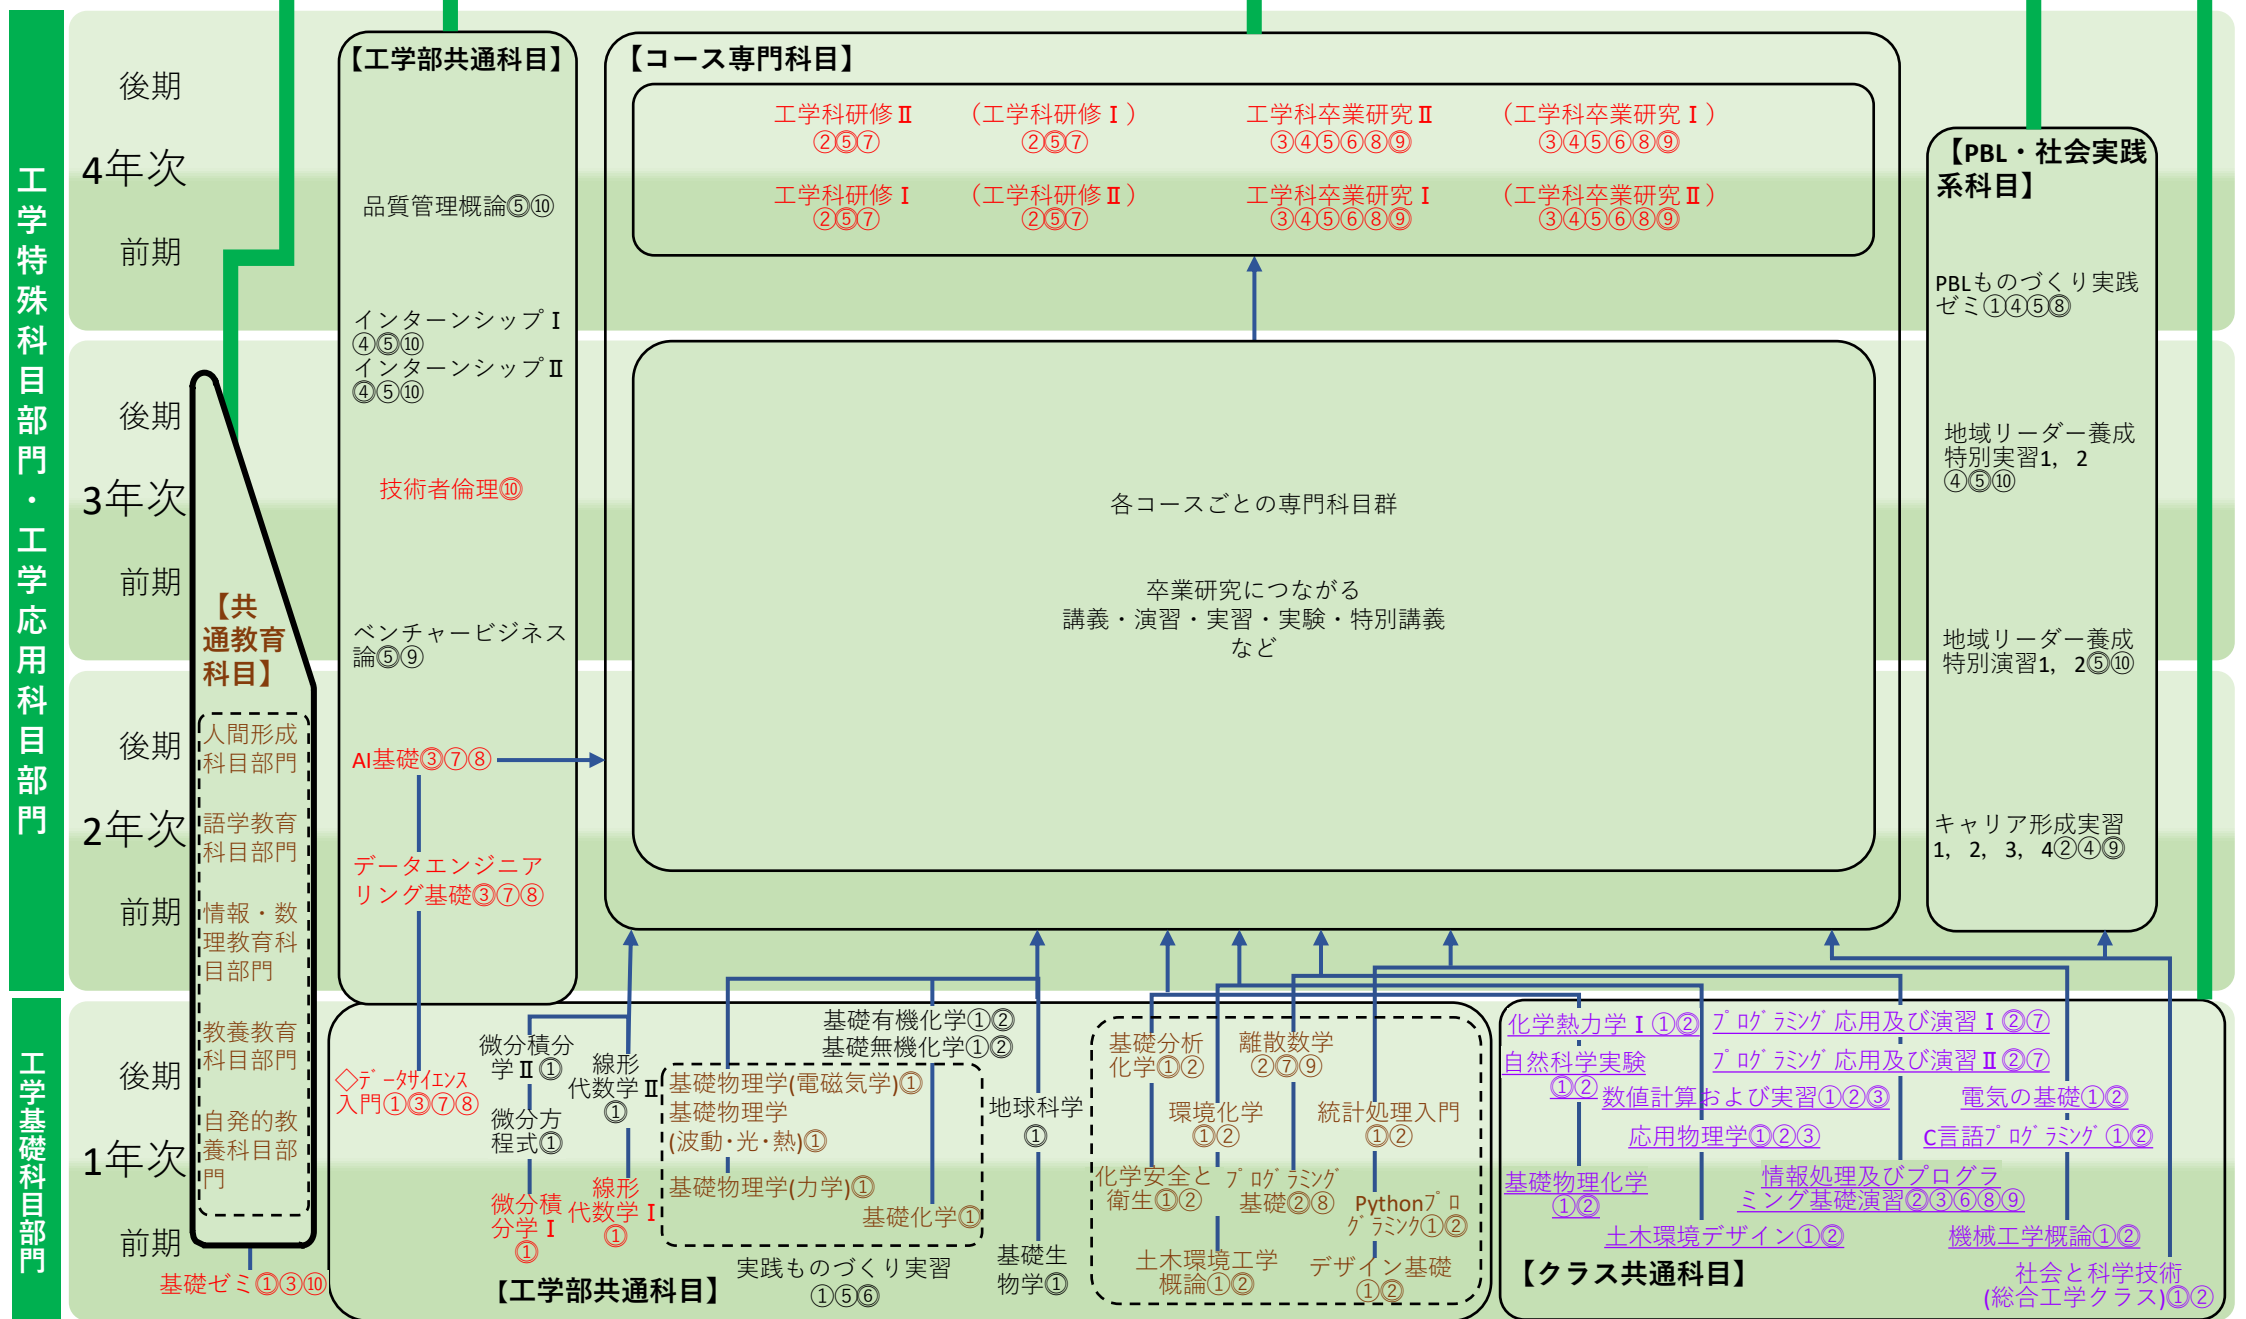 工学特殊科目部門・工学応用科目部門
工学基礎科目部門
後期
4年次
前期
後期
3年次
前期
後期
2年次
前期
後期
1年次
前期
【共
通教育
科目】
人間形成
科目部門
語学教育
科目部門
情報・数
理教育科
目部門
教養教育
科目部門
自発的教
養科目部
門
基礎ゼミ①③⑩
【工学部共通科目】
品質管理概論⑤⑩
インターンシップⅠ
④⑤⑩
インターンシップⅡ
④⑤⑩
技術者倫理⑩
ベンチャービジネス
論⑤⑨
AI基礎③⑦⑧
データエンジニア
リング基礎③⑦⑧
【コース専門科目】
工学科研修Ⅱ
②⑤⑦
(工学科研修Ⅰ)
②⑤⑦
工学科卒業研究Ⅱ
③④⑤⑥⑧⑨
(工学科卒業研究Ⅰ)
③④⑤⑥⑧⑨
工学科研修Ⅰ
②⑤⑦
(工学科研修Ⅱ)
②⑤⑦
工学科卒業研究Ⅰ
③④⑤⑥⑧⑨
(工学科卒業研究Ⅱ)
③④⑤⑥⑧⑨
各コースごとの専門科目群
卒業研究につながる
講義・演習・実習・実験・特別講義
など
【PBL・社会実践
系科目】
PBLものづくり実践
ゼミ①④⑤⑧
地域リーダー養成
特別実習1, 2
④⑤⑩
地域リーダー養成
特別演習1, 2⑤⑩
キャリア形成実習
1, 2, 3, 4②④⑨
◇ﾃﾞｰﾀｻｲｴﾝｽ
入門①③⑦⑧
微分積分
学Ⅱ①
微分方
程式①
微分積
分学Ⅰ
①
線形
代数学Ⅱ
①
線形
代数学Ⅰ
①
基礎有機化学①②
基礎無機化学①②
基礎物理学(電磁気学)①
基礎物理学
(波動･光･熱)①
基礎物理学(力学)①
基礎化学①
実践ものづくり実習
①⑤⑥
【工学部共通科目】
地球科学
①
基礎生
物学①
基礎分析
化学①②
離散数学
②⑦⑨
環境化学
①②
統計処理入門
①②
化学安全と
衛生①②
ﾌﾟﾛｸﾞﾗﾐﾝｸﾞ
基礎②⑧
Pythonﾌﾟﾛ
ｸﾞﾗﾐﾝｸ①②
土木環境工学
概論①②
デザイン基礎
①②
化学熱力学Ⅰ①②
ﾌﾟﾛｸﾞﾗﾐﾝｸﾞ応用及び演習Ⅰ②⑦
自然科学実験
①②
ﾌﾟﾛｸﾞﾗﾐﾝｸﾞ応用及び演習Ⅱ②⑦
数値計算および実習①②③
電気の基礎①②
応用物理学①②③
C言語ﾌﾟﾛｸﾞﾗﾐﾝｸﾞ①②
基礎物理化学
①②
情報処理及びプログラ
ミング基礎演習②③⑥⑧⑨
土木環境デザイン①②
機械工学概論①②
【クラス共通科目】
社会と科学技術
(総合工学クラス)①②